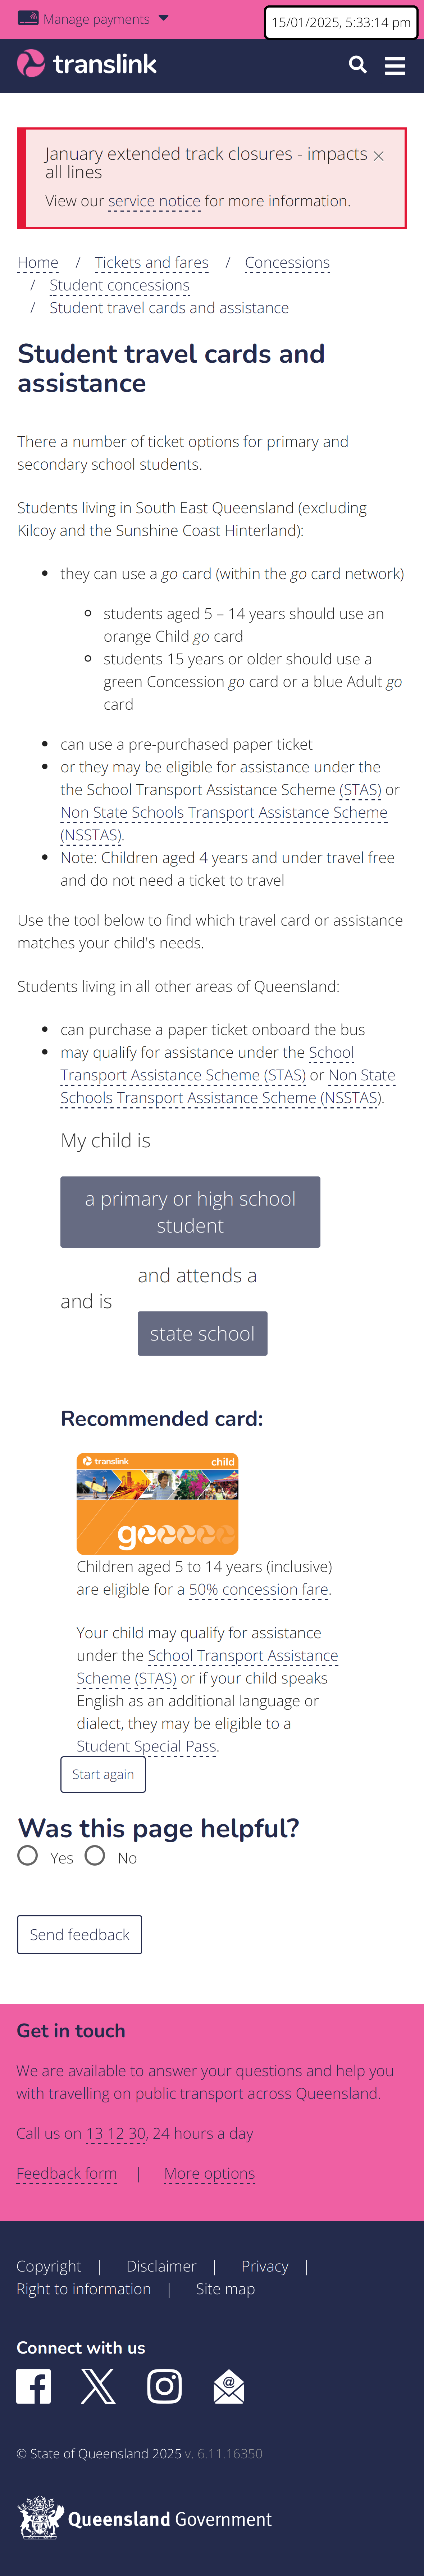 Manage payments
15/01/2025, 5:33:14 pm
translink
January extended track closures - impacts
all lines
View our service notice for more information.
Home / Tickets and fares / Concessions
/ Student concessions
/ Student travel cards and assistance
Student travel cards and
assistance
There a number of ticket options for primary and
secondary school students.
Students living in South East Queensland (excluding
Kilcoy and the Sunshine Coast Hinterland):
they can use a go card (within the go card network)
students aged 5 – 14 years should use an
orange Child go card
students 15 years or older should use a
green Concession go card or a blue Adult go
card
can use a pre-purchased paper ticket
or they may be eligible for assistance under the
the School Transport Assistance Scheme (STAS) or
Non State Schools Transport Assistance Scheme
(NSSTAS).
Note: Children aged 4 years and under travel free
and do not need a ticket to travel
Use the tool below to find which travel card or assistance
matches your child's needs.
Students living in all other areas of Queensland:
can purchase a paper ticket onboard the bus
may qualify for assistance under the School
Transport Assistance Scheme (STAS) or Non State
Schools Transport Assistance Scheme (NSSTAS).
My child is
a primary or high school
student
and attends a
and is
state school
Recommended card:
translink child
go
Children aged 5 to 14 years (inclusive)
are eligible for a 50% concession fare.
Your child may qualify for assistance
under the School Transport Assistance
Scheme (STAS) or if your child speaks
English as an additional language or
dialect, they may be eligible to a
Student Special Pass.
Start again
Was this page helpful?
Yes No
Send feedback
Get in touch
We are available to answer your questions and help you
with travelling on public transport across Queensland.
Call us on 13 12 30, 24 hours a day
Feedback form | More options
Copyright | Disclaimer | Privacy |
Right to information | Site map
Connect with us
© State of Queensland 2025 v. 6.11.16350
Queensland Government